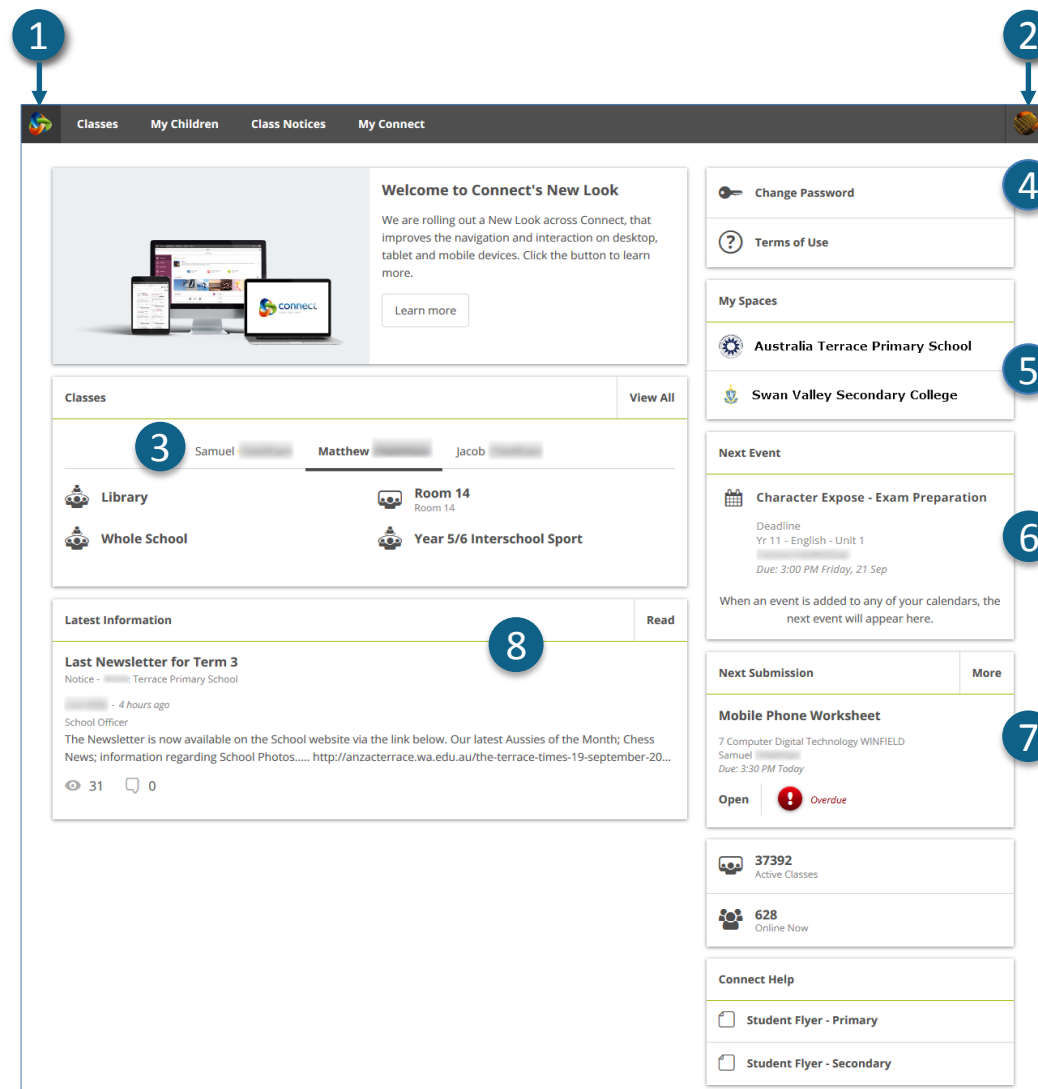 1
2
Classes My Children Class Notices My Connect
Welcome to Connect's New Look
We are rolling out a New Look across Connect, that
improves the navigation and interaction on desktop,
tablet and mobile devices. Click the button to learn
more.
Learn more
connect
Classes View All
3
Samuel Matthew Jacob
Library
Room 14
Room 14
Whole School
Year 5/6 Interschool Sport
Latest Information Read
8
Last Newsletter for Term 3
Notice - Terrace Primary School
- 4 hours ago
School Officer
The Newsletter is now available on the School website via the link below. Our latest Aussies of the Month; Chess
News; information regarding School Photos..... http://anzacterrace.wa.edu.au/the-terrace-times-19-september-20...
31 0
4
Change Password
Terms of Use
My Spaces
Australia Terrace Primary School
5
Swan Valley Secondary College
Next Event
Character Expose - Exam Preparation
Deadline
6
Yr 11 - English - Unit 1
Due: 3:00 PM Friday, 21 Sep
When an event is added to any of your calendars, the
next event will appear here.
Next Submission More
Mobile Phone Worksheet
7
7 Computer Digital Technology WINFIELD
Samuel
Due: 3:30 PM Today
Open Overdue
37392
Active Classes
628
Online Now
Connect Help
Student Flyer - Primary
Student Flyer - Secondary